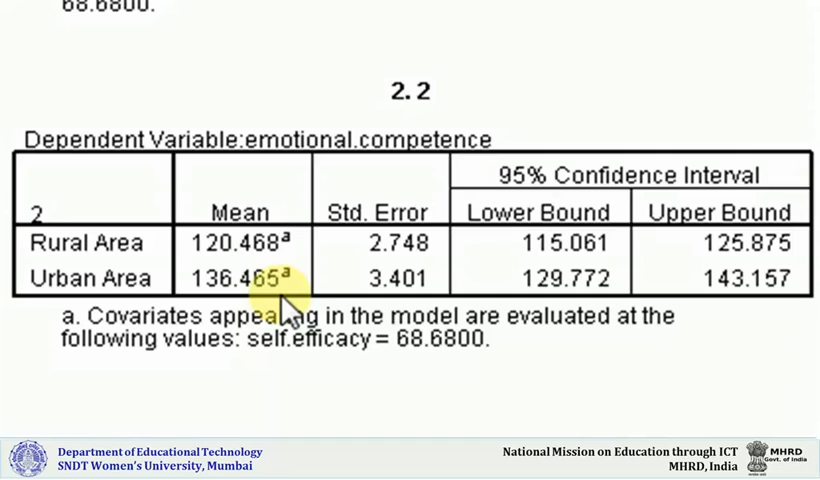 68.6800.
2. 2
Dependent Variable:emotional.competence
2 Mean Std. Error 95% Confidence Interval
Lower Bound Upper Bound
Rural Area 120.468a 2.748 115.061 125.875
Urban Area 136.465a 3.401 129.772 143.157
a. Covariates appearing in the model are evaluated at the
following values: self.efficacy = 68.6800.
Department of Educational Technology
SNDT Women's University, Mumbai
National Mission on Education through ICT
MHRD, India
MHRD
Govt. of India